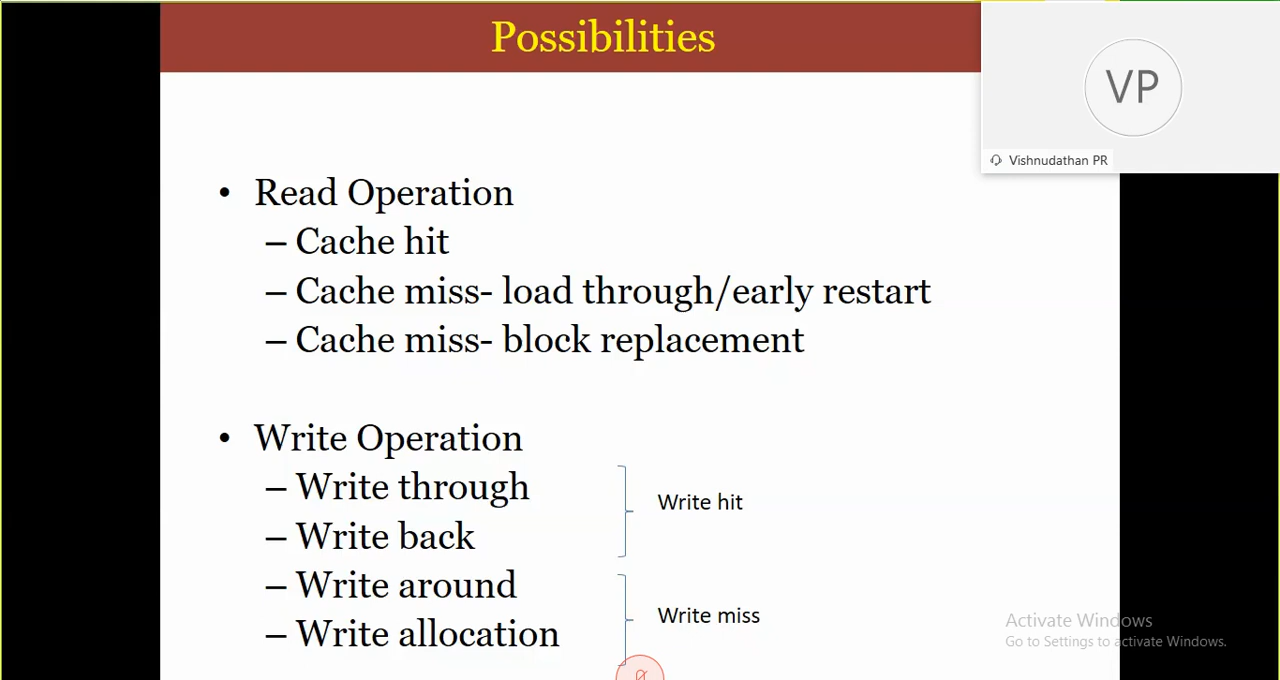 Possibilities
VP
Vishnudathan PR
• Read Operation
– Cache hit
– Cache miss- load through/early restart
– Cache miss- block replacement
• Write Operation
– Write through
– Write back
Write hit
– Write around
– Write allocation
Write miss
Activate Windows
Go to Settings to activate Windows.